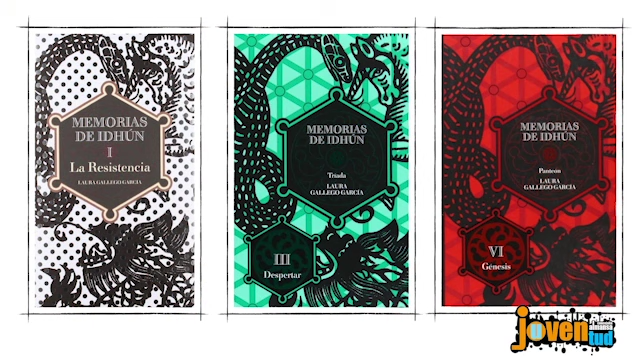 MEMORIAS
DE IDHÚN
I
La Resistencia
LAURA GALLEGO GARCÍA
MEMORIAS
DE IDHÚN
Tríada
LAURA
GALLEGO GARCÍA
III
Despertar
MEMORIAS
DE IDHÚN
Panteón
LAURA
GALLEGO GARCÍA
VI
Génesis
joven
almansa
tud